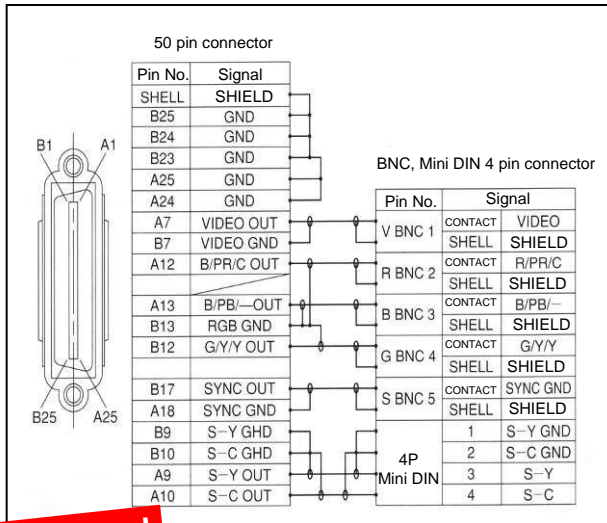 50 pin connector
Pin No. Signal
SHELL SHIELD
B25 GND
B24 GND
B23 GND
A25 GND
A24 GND
A7 VIDEO OUT
B7 VIDEO GND
A12 B/PR/C OUT
A13 B/PB/—OUT
B13 RGB GND
B12 G/Y/Y OUT
B17 SYNC OUT
A18 SYNC GND
B9 S–Y GHD
B10 S–C GHD
A9 S–Y OUT
A10 S–C OUT
B1 A1
B25 A25
BNC, Mini DIN 4 pin connector
Pin No. Signal
V BNC 1 CONTACT VIDEO
SHELL SHIELD
R BNC 2 CONTACT R/PR/C
SHELL SHIELD
B BNC 3 CONTACT B/PB/–
SHELL SHIELD
G BNC 4 CONTACT G/Y/Y
SHELL SHIELD
S BNC 5 CONTACT SYNC GND
SHELL SHIELD
4P Mini DIN
1 S–Y GND
2 S–C GND
3 S–Y
4 S–C